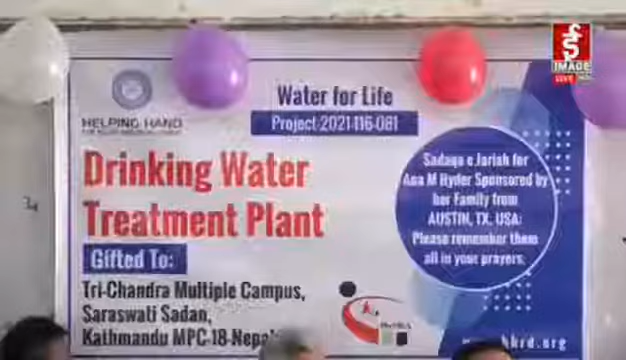 IMAGE
LIVE
HELPING HAND
Water for Life
Project-2021-116-081
Drinking Water
Treatment Plant
Gifted To:
Tri-Chandra Multiple Campus,
Saraswati Sadan,
Kathmandu MPC-18-Nepal
Sadaqa e Jariah for
Ana M Hyder Sponsored by
her Family from
AUSTIN, TX. USA:
Please remember them
all in your prayers.
hhrd.org